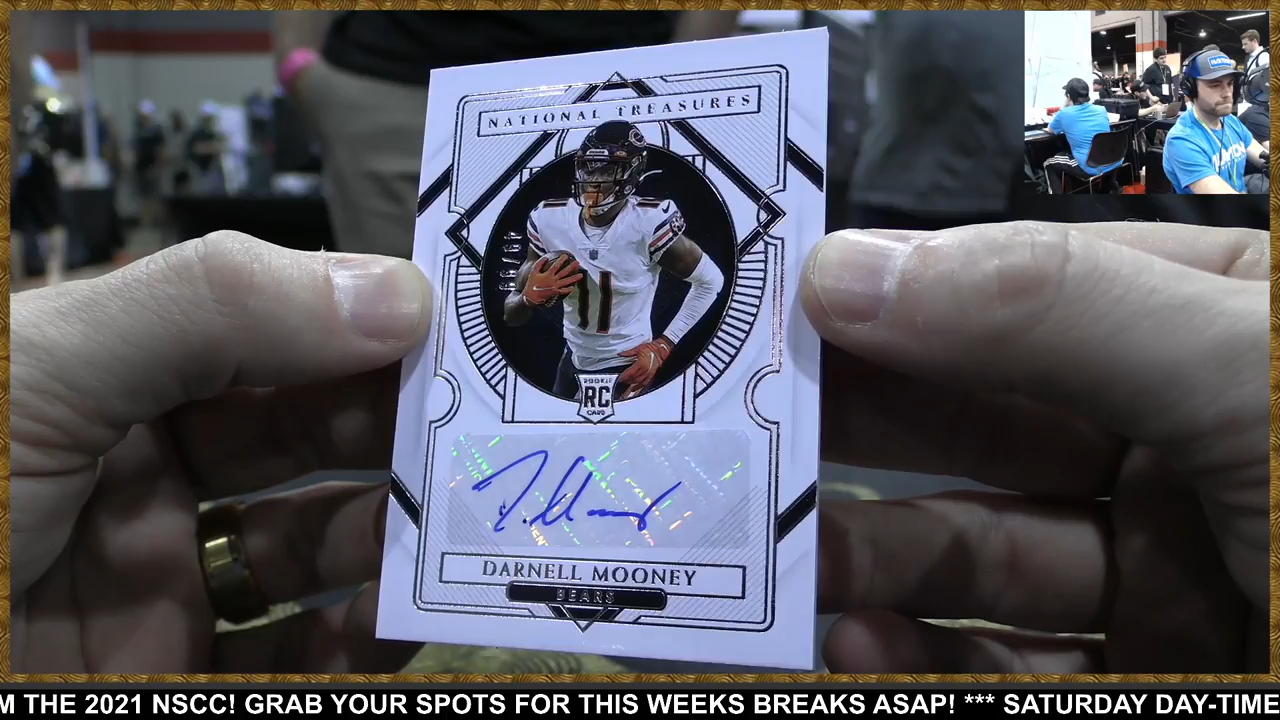 NATIONAL TREASURES
11
11
ROOKIE
RC
CARD
DARNELL MOONEY
BEARS
M THE 2021 NSCC! GRAB YOUR SPOTS FOR THIS WEEKS BREAKS ASAP! *** SATURDAY DAY-TIME